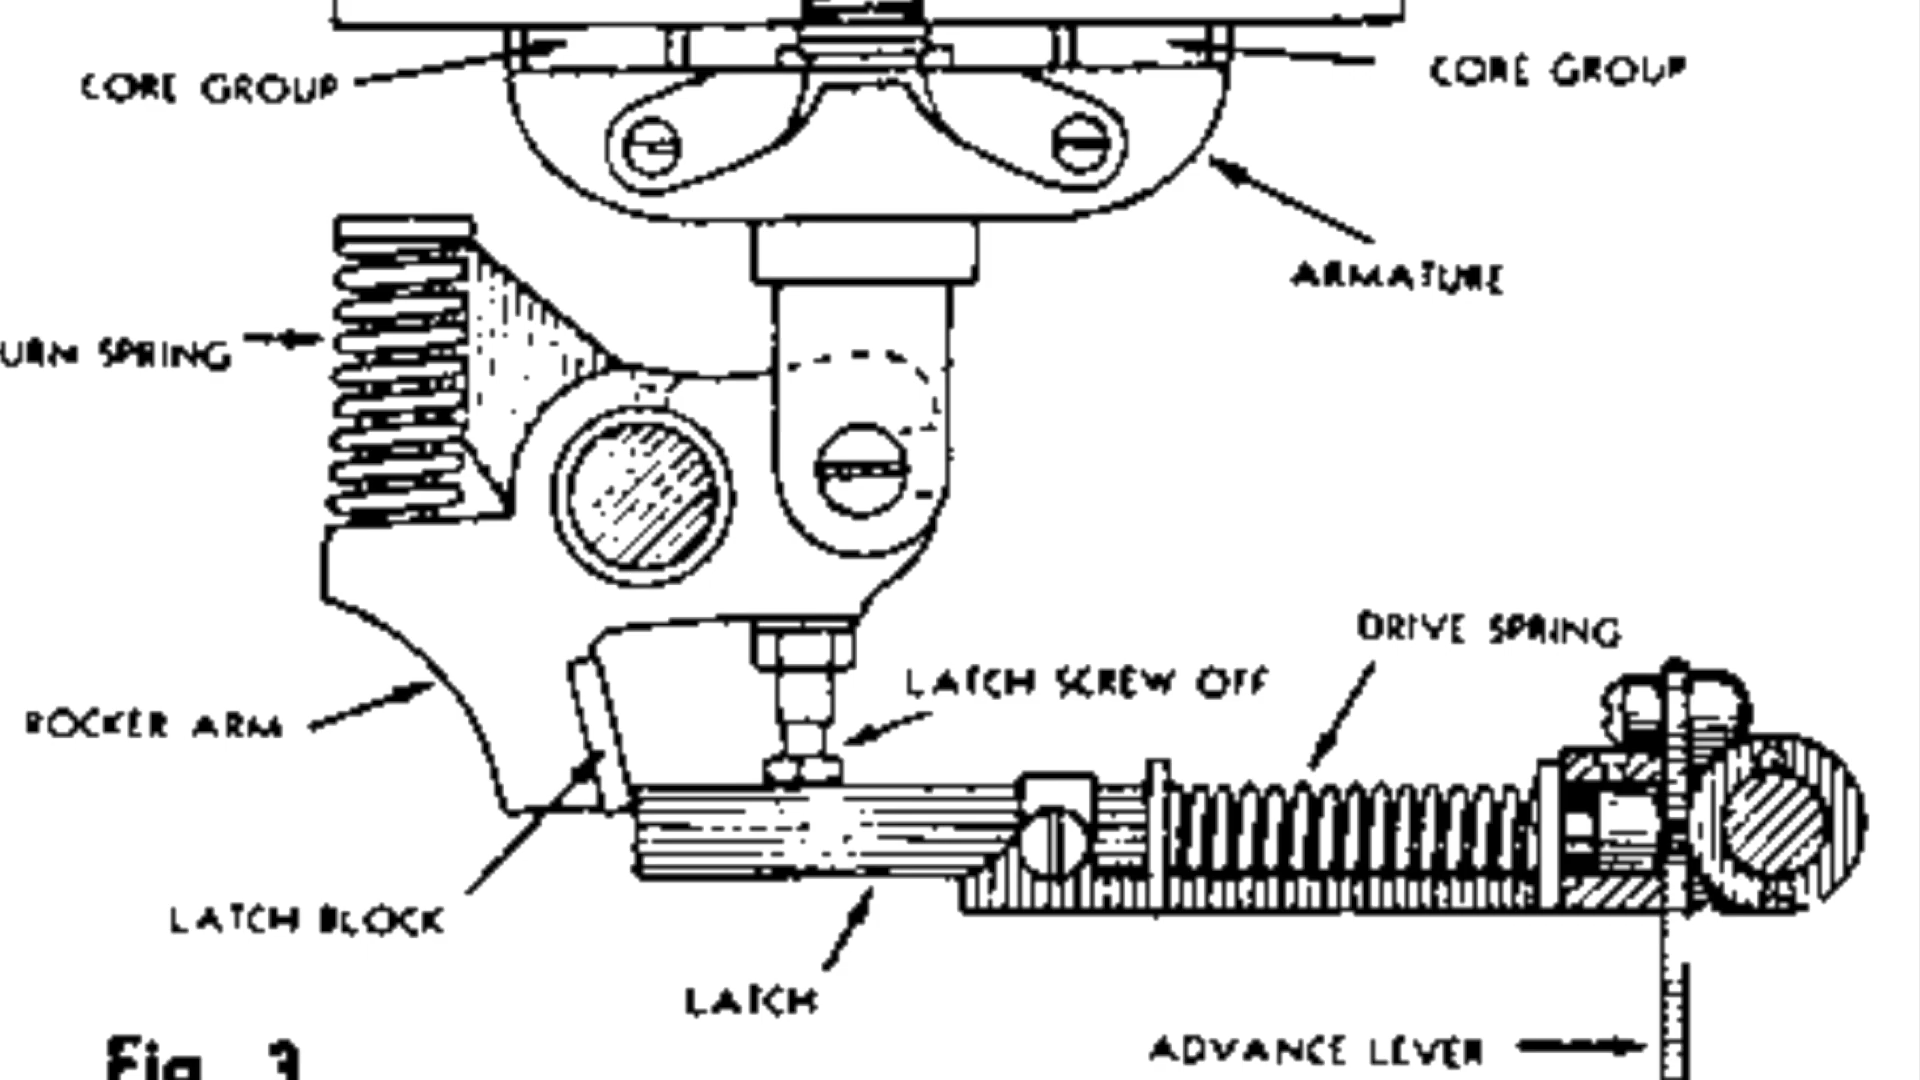 CORE GROUP
CORE GROUP
ARMATURE
URN SPRING
DRIVE SPRING
LATCH SCREW OFF
ROCKER ARM
LATCH BLOCK
LATCH
ADVANCE LEVER
Fig. 3